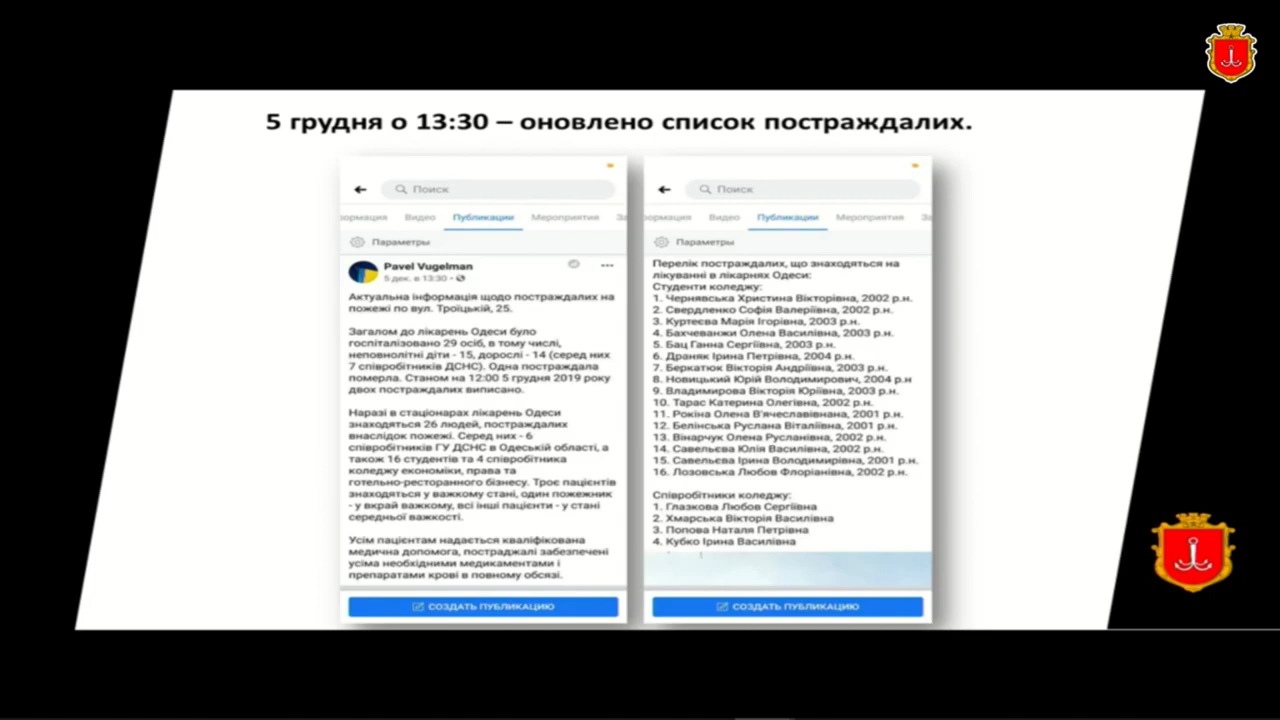 5 грудня о 13:30 – оновлено список постраждалих.
Поиск
ормация Видео Публикации Мероприятия За
Параметры
Pavel Vugelman
5 дек. в 13:30
Актуальна інформація щодо постраждалих на
пожежі по вул. Троїцькій, 25.
Загалом до лікарень Одеси було
госпіталізовано 29 осіб, в тому числі,
неповнолітні діти - 15, дорослі - 14 (серед них
7 співробітників ДСНС). Одна постраждала
померла. Станом на 12:00 5 грудня 2019 року
двох постраждалих виписано.
Наразі в стаціонарах лікарень Одеси
знаходяться 26 людей, постраждалих
внаслідок пожежі. Серед них - 6
співробітників ГУ ДСНС в Одеській області, а
також 16 студентів та 4 співробітника
коледжу економіки, права та
готельно-ресторанного бізнесу. Троє пацієнтів
знаходяться у важкому стані, один пожежник
- у вкрай важкому, всі інші пацієнти - у стані
середньої важкості.
Усім пацієнтам надається кваліфікована
медична допомога, постраджалі забезпечені
усіма необхідними медикаментами і
препаратами крові в повному обсязі.
СОЗДАТЬ ПУБЛИКАЦИЮ
Поиск
ормация Видео Публикации Мероприятия За
Параметры
Перелік постраждалих, що знаходяться на
лікуванні в лікарнях Одеси:
Студенти коледжу:
1. Чернявська Христина Вікторівна, 2002 р.н.
2. Свердленко Софія Валеріївна, 2002 р.н.
3. Куртеєва Марія Ігорівна, 2003 р.н.
4. Бахчеванжи Олена Василівна, 2003 р.н.
5. Бац Ганна Сергіївна, 2003 р.н.
6. Драняк Ірина Петрівна, 2004 р.н.
7. Беркатюк Вікторія Андріївна, 2003 р.н.
8. Новицький Юрій Володимирович, 2004 р.н
9. Владимирова Вікторія Юріївна, 2003 р.н.
10. Тарас Катерина Олегівна, 2002 р.н.
11. Рокіна Олена В'ячеславівнана, 2001 р.н.
12. Белінська Руслана Віталіївна, 2001 р.н.
13. Вінарчук Олена Русланівна, 2002 р.н.
14. Савельєва Юлія Василівна, 2002 р.н.
15. Савельєва Ірина Володимирівна, 2001 р.н.
16. Лозовська Любов Флоріанівна, 2002 р.н.
Співробітники коледжу:
1. Глазкова Любов Сергіївна
2. Хмарська Вікторія Василівна
3. Попова Наталя Петрівна
4. Кубко Ірина Василівна
СОЗДАТЬ ПУБЛИКАЦИЮ